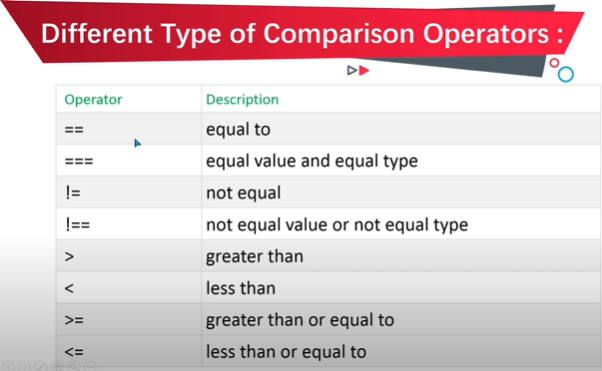 Different Type of Comparison Operators :
Operator Description
== equal to
=== equal value and equal type
!= not equal
!== not equal value or not equal type
> greater than
< less than
>= greater than or equal to
<= less than or equal to